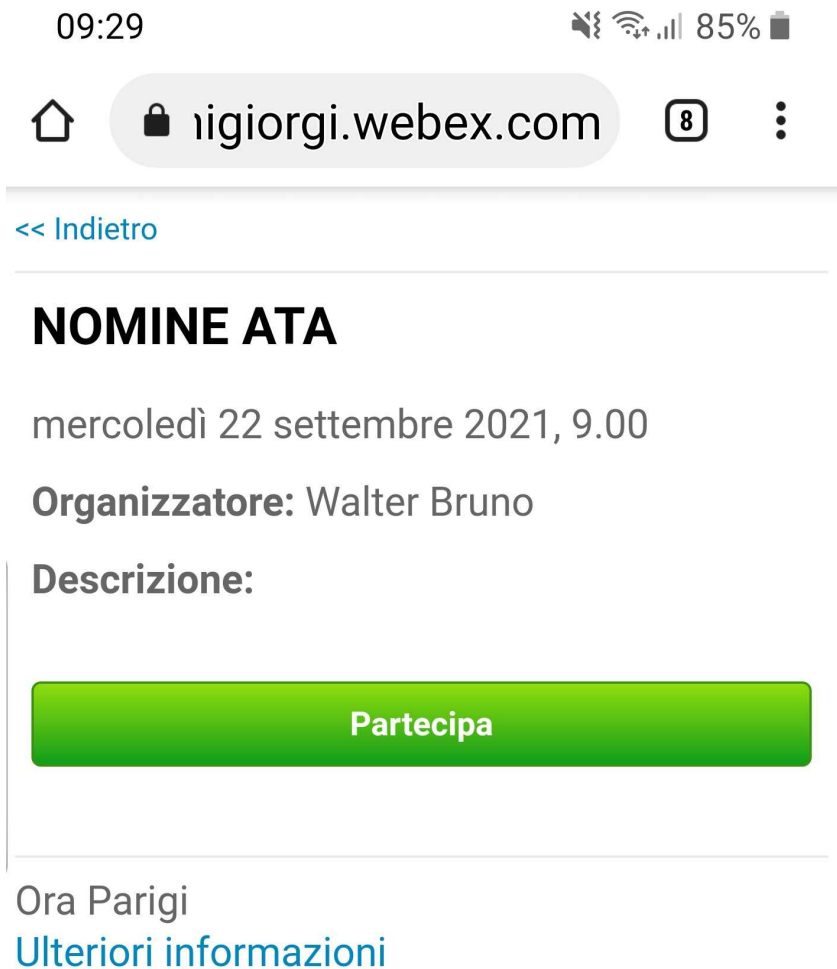 09:29 85%
nigiorgi.webex.com 8
<< Indietro
NOMINE ATA
mercoledì 22 settembre 2021, 9.00
Organizzatore: Walter Bruno
Descrizione:
Partecipa
Ora Parigi
Ulteriori informazioni